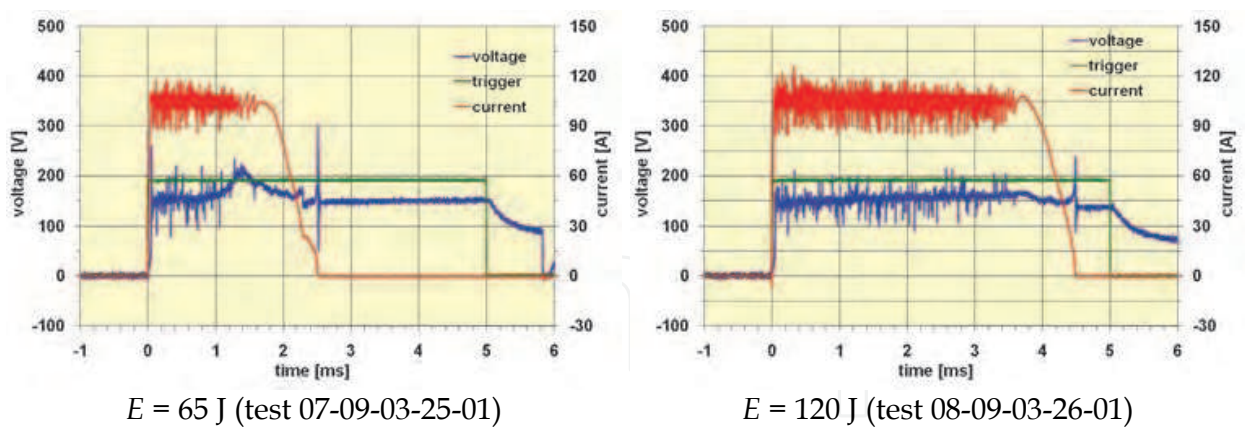 500
400
300
200
100
0
-100
voltage [V]
150
120
90
60
30
0
-30
current [A]
voltage
trigger
current
-1 0 1 2 3 4 5 6
time [ms]
E = 65 J (test 07-09-03-25-01)
500
400
300
200
100
0
-100
voltage [V]
150
120
90
60
30
0
-30
current [A]
voltage
trigger
current
-1 0 1 2 3 4 5 6
time [ms]
E = 120 J (test 08-09-03-26-01)